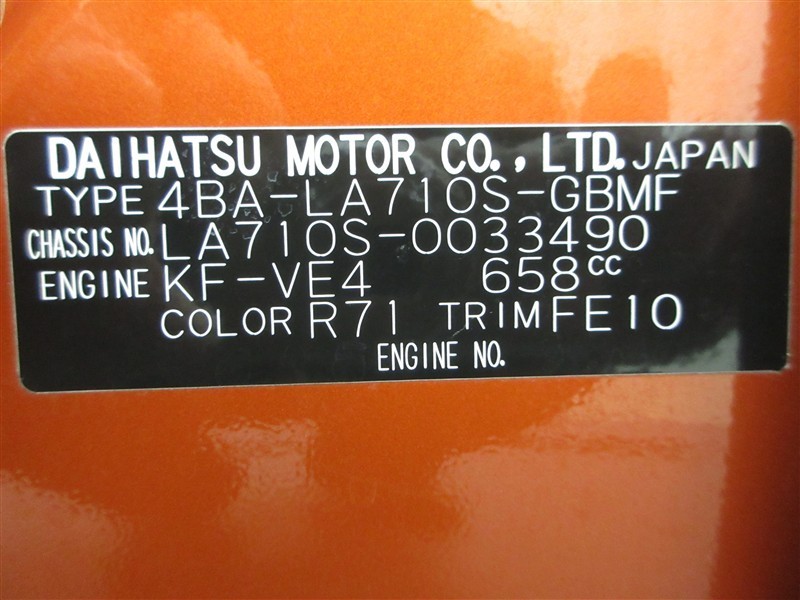 DAIHATSU MOTOR CO., LTD. JAPAN
TYPE 4BA-LA710S-GBMF
CHASSIS NO. LA710S-0033490
ENGINE KF-VE4 658cc
COLOR R71 TRIM FE10
ENGINE NO.